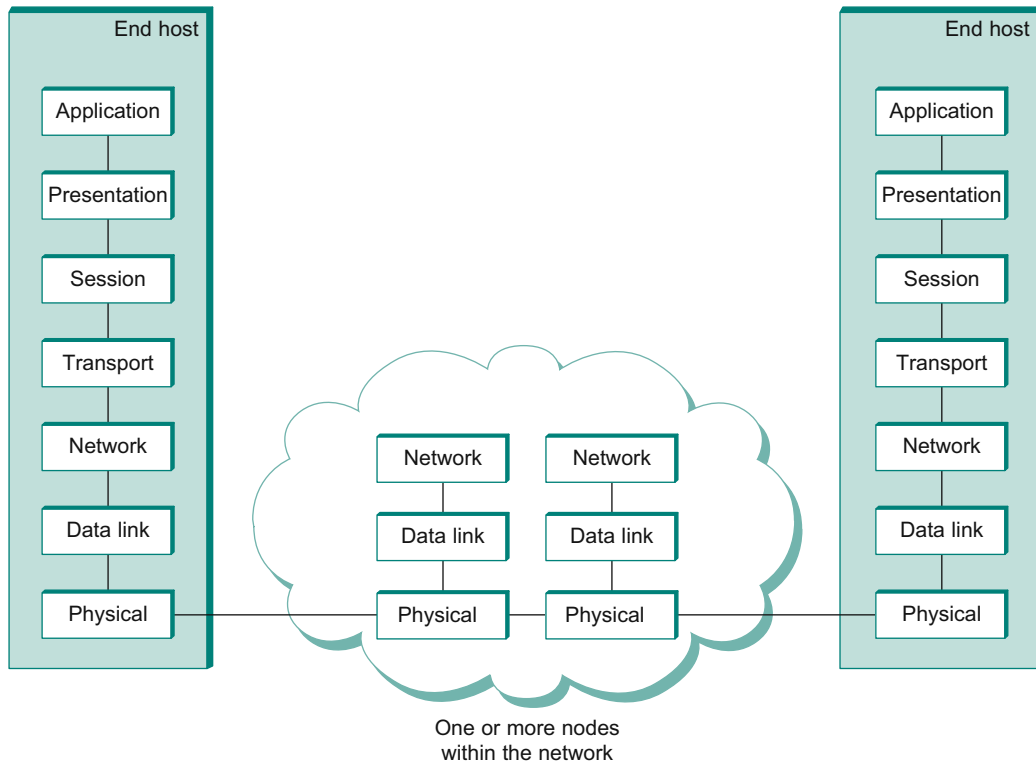 End host
Application
Presentation
Session
Transport
Network
Data link
Physical
Network
Data link
Physical
Network
Data link
Physical
One or more nodes
within the network
End host
Application
Presentation
Session
Transport
Network
Data link
Physical